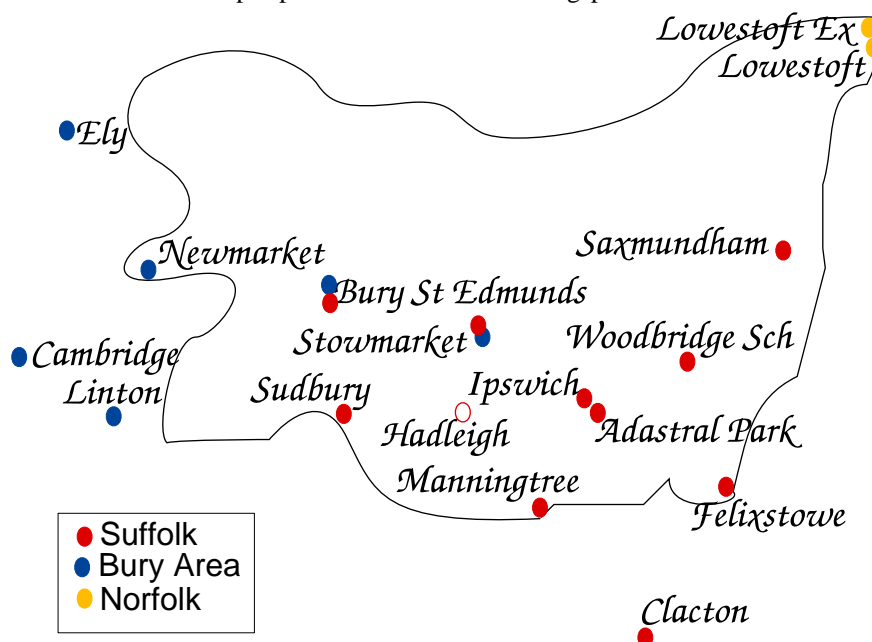 Lowestoft Ex
Lowestoft
Ely
Newmarket
Saxmundham
Bury St Edmunds
Stowmarket
Woodbridge Sch
Cambridge
Linton
Sudbury
Ipswich
Hadleigh
Adastral Park
Manningtree
Felixstowe
Suffolk
Bury Area
Norfolk
Clacton